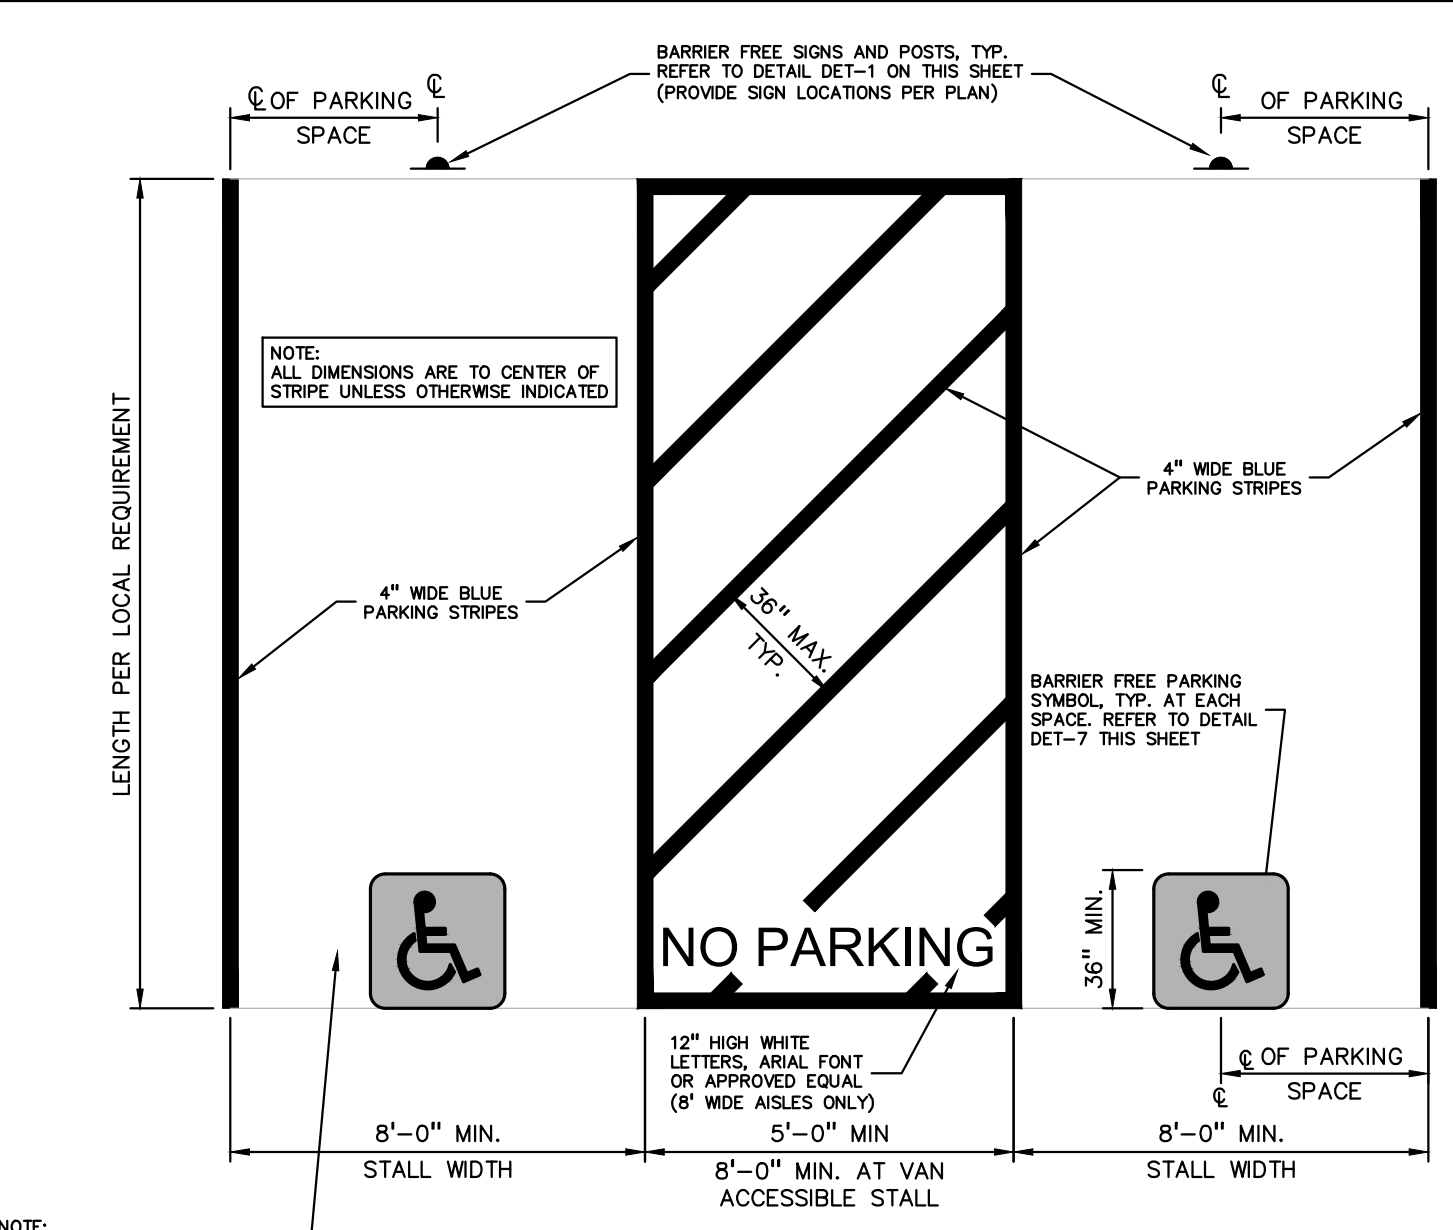 BARRIER FREE SIGNS AND POSTS, TYP.
REFER TO DETAIL DET-1 ON THIS SHEET
(PROVIDE SIGN LOCATIONS PER PLAN)
℄
℄ OF PARKING
SPACE
℄
OF PARKING
SPACE
NOTE:
ALL DIMENSIONS ARE TO CENTER OF
STRIPE UNLESS OTHERWISE INDICATED
LENGTH PER LOCAL REQUIREMENT
4" WIDE BLUE
PARKING STRIPES
4" WIDE BLUE
PARKING STRIPES
36" MAX.
TYP.
BARRIER FREE PARKING
SYMBOL, TYP. AT EACH
SPACE. REFER TO DETAIL
DET-7 THIS SHEET
36" MIN.
NO PARKING
12" HIGH WHITE
LETTERS, ARIAL FONT
OR APPROVED EQUAL
(8' WIDE AISLES ONLY)
℄ OF PARKING
SPACE
℄
8'-0" MIN.
STALL WIDTH
5'-0" MIN
8'-0" MIN. AT VAN
ACCESSIBLE STALL
8'-0" MIN.
STALL WIDTH
NOTE: